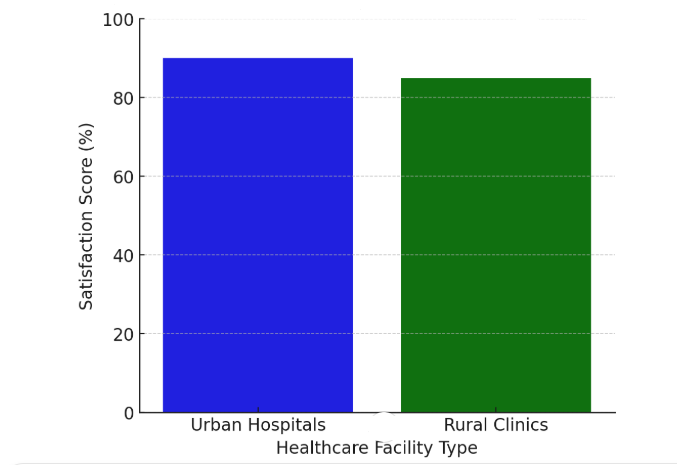 100
80
60
40
20
0
Satisfaction Score (%)
Urban Hospitals
Rural Clinics
Healthcare Facility Type